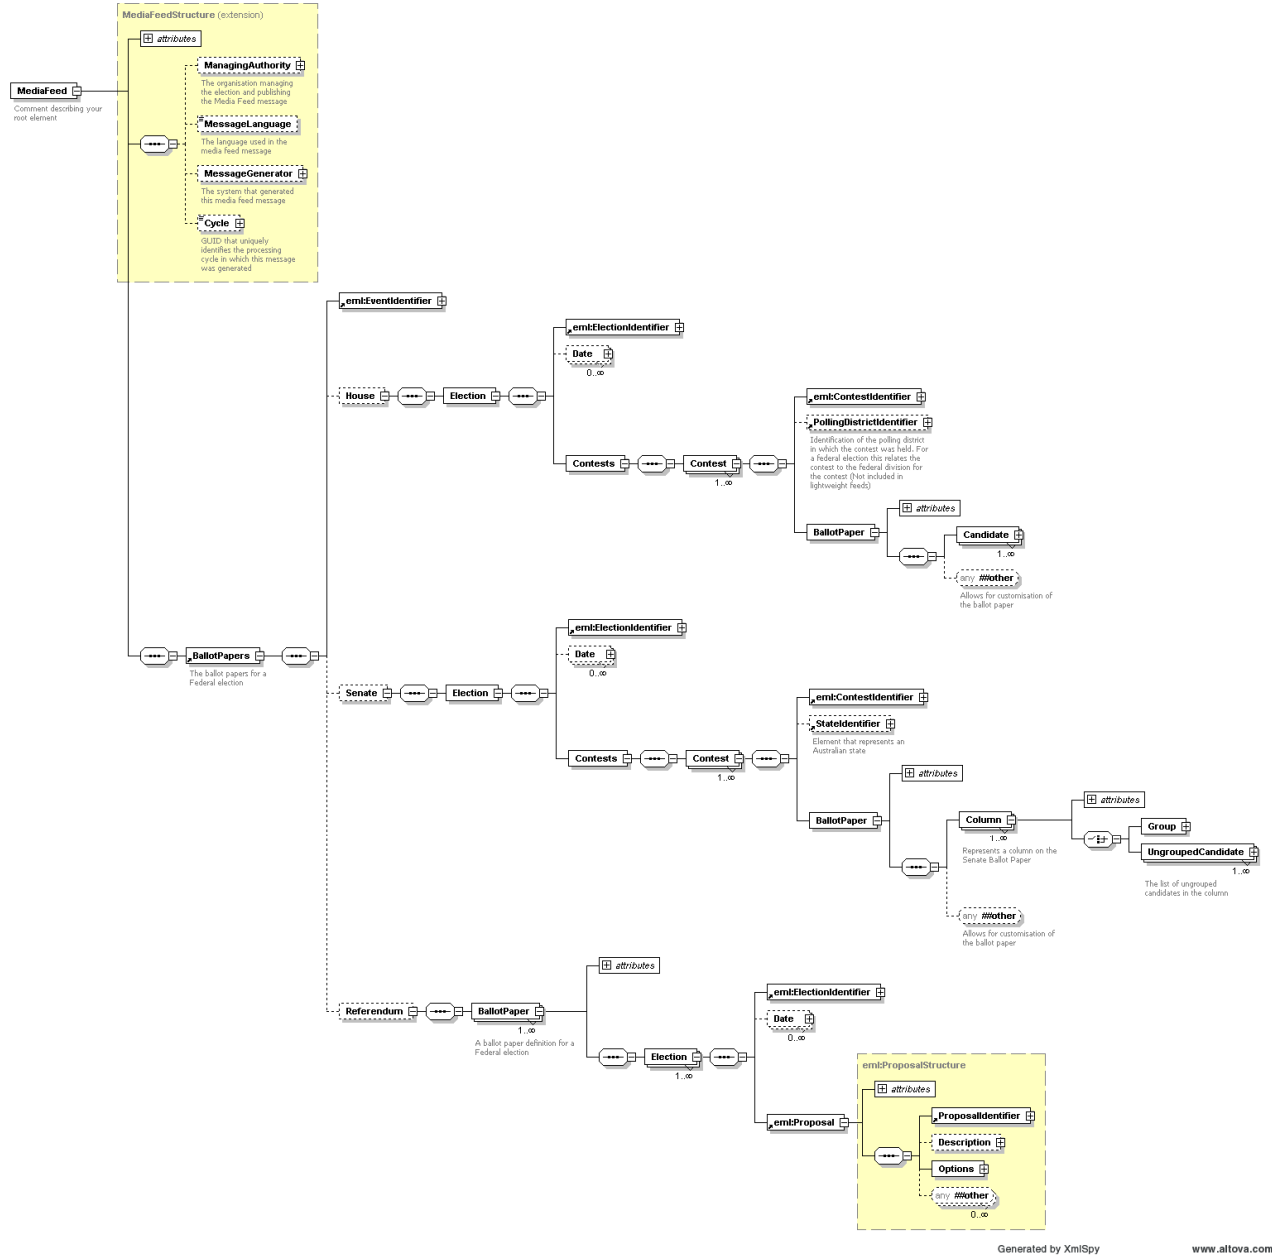 MediaFeedStructure (extension)
attributes
ManagingAuthority
The organisation managing
the election and publishing
the Media Feed message
MediaFeed
Comment describing your
root element
MessageLanguage
The language used in the
media feed message
MessageGenerator
The system that generated
this media feed message
Cycle
GUID that uniquely
identifies the processing
cycle in which this message
was generated
eml:EventIdentifier
eml:ElectionIdentifier
Date
0..∞
House
Election
eml:ContestIdentifier
PollingDistrictIdentifier
Identification of the polling district
in which the contest was held. For
a federal election this relates the
contest to the federal division for
the contest (Not included in
lightweight feeds)
Contests
Contest
1..∞
attributes
BallotPaper
Candidate
1..∞
any ##other
Allows for customisation of
the ballot paper
BallotPapers
The ballot papers for a
Federal election
eml:ElectionIdentifier
Date
0..∞
Senate
Election
eml:ContestIdentifier
StateIdentifier
Element that represents an
Australian state
Contests
Contest
1..∞
attributes
BallotPaper
Column
1..∞
Represents a column on the
Senate Ballot Paper
attributes
Group
UngroupedCandidate
1..∞
The list of ungrouped
candidates in the column
any ##other
Allows for customisation of
the ballot paper
attributes
Referendum
BallotPaper
1..∞
A ballot paper definition for a
Federal election
eml:ElectionIdentifier
Date
0..∞
Election
1..∞
eml:ProposalStructure
attributes
eml:Proposal
ProposalIdentifier
Description
Options
any ##other
0..∞
Generated by XmlSpy
www.altova.com